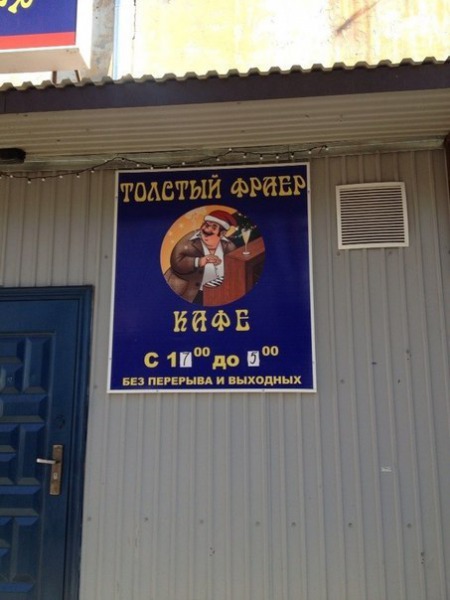 ТОЛСТЫЙ ФРАЕР
КАФЕ
С 17⁰⁰ до 5⁰⁰
БЕЗ ПЕРЕРЫВА И ВЫХОДНЫХ